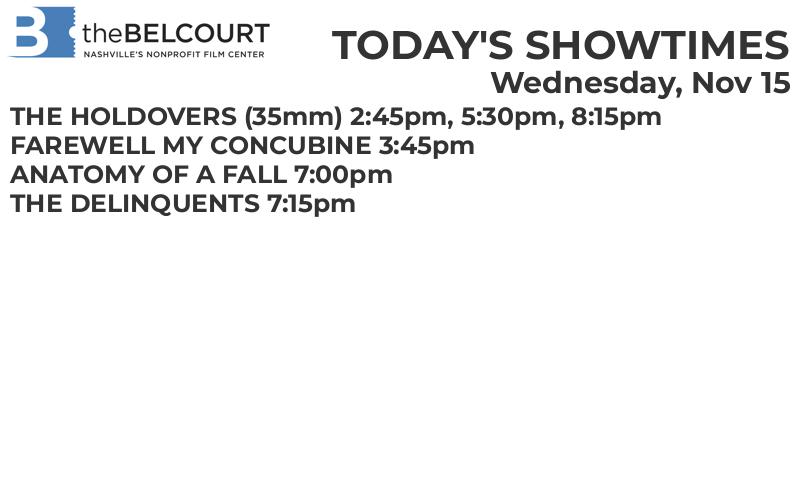 B theBELCOURT
NASHVILLE'S NONPROFIT FILM CENTER
TODAY'S SHOWTIMES
Wednesday, Nov 15
THE HOLDOVERS (35mm) 2:45pm, 5:30pm, 8:15pm
FAREWELL MY CONCUBINE 3:45pm
ANATOMY OF A FALL 7:00pm
THE DELINQUENTS 7:15pm